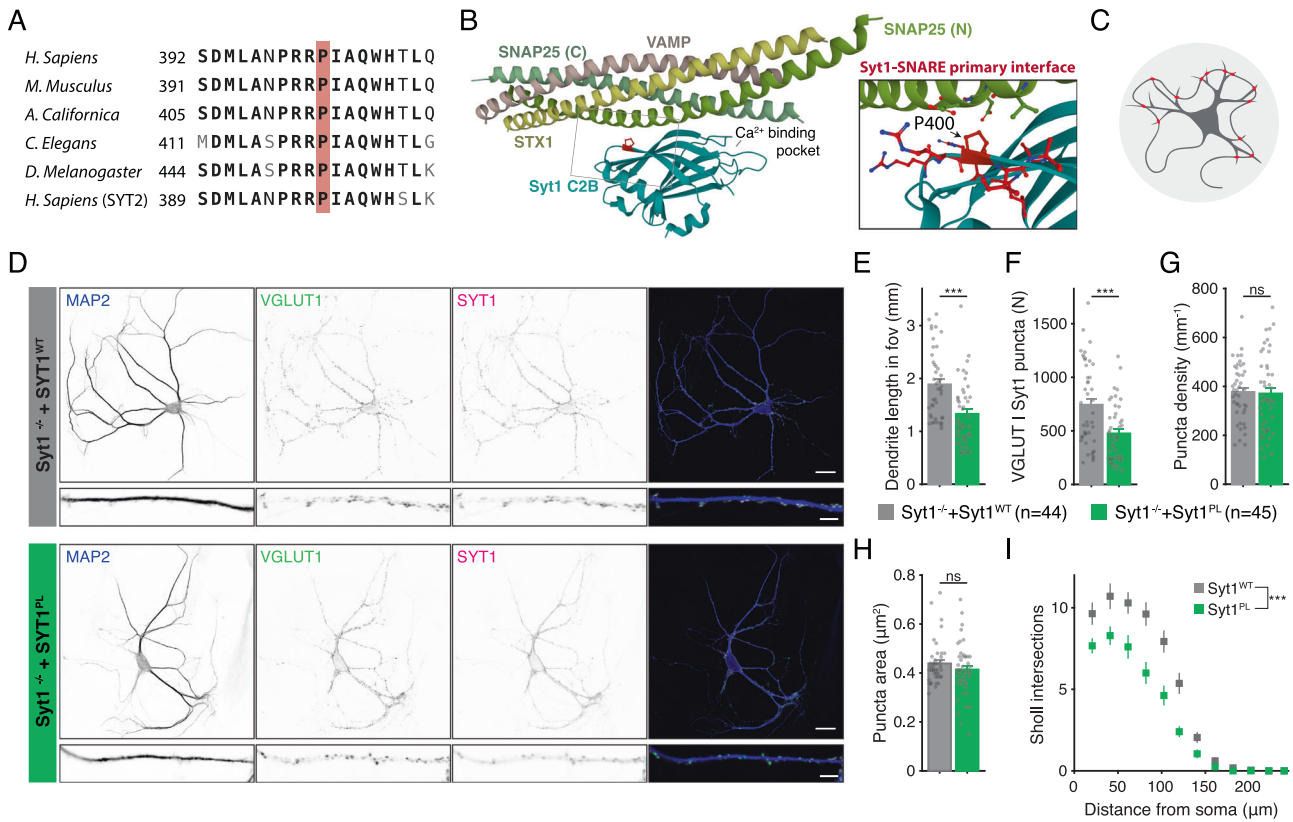 A
H. Sapiens 392 SDMLANPRRPIAQWHTLQ
M. Musculus 391 SDMLANPRRPIAQWHTLQ
A. Californica 405 SDMLANPRRPIAQWHTLQ
C. Elegans 411 MDMLASPRRPIAQWHTLG
D. Melanogaster 444 SDMLASPRRPIAQWHTLK
H. Sapiens (SYT2) 389 SDMLANPRRPIAQWHSLK
B
SNAP25 (C)
VAMP
SNAP25 (N)
STX1
Ca²⁺ binding
pocket
Syt1 C2B
Syt1-SNARE primary interface
P400
C
D
Syt1 -/- + SYT1WT
MAP2
VGLUT1
SYT1
Syt1 -/- + SYT1PL
MAP2
VGLUT1
SYT1
E
Dendrite length in fov (mm)
***
3
2
1
0
F
VGLUT | Syt1 puncta (N)
***
1500
1000
500
0
G
Puncta density (mm⁻¹)
ns
800
600
400
200
0
Syt1-/-+Syt1WT (n=44)
Syt1-/-+Syt1PL (n=45)
H
Puncta area (µm²)
ns
0.8
0.6
0.4
0.2
0
I
Sholl intersections
Syt1WT
Syt1PL
***
10
5
0
0 50 100 150 200
Distance from soma (µm)